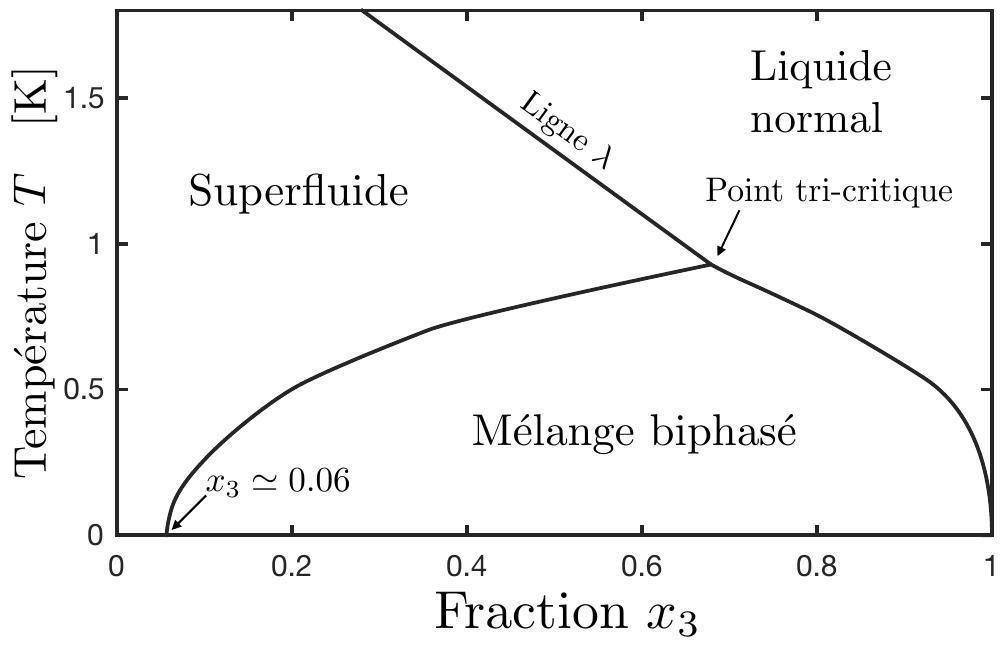 Température T [K]
1.5
1
0.5
0
Liquide
normal
Ligne λ
Point tri-critique
Superfluide
Mélange biphasé
x₃ ≃ 0.06
0
0.2
0.4
0.6
0.8
1
Fraction x₃